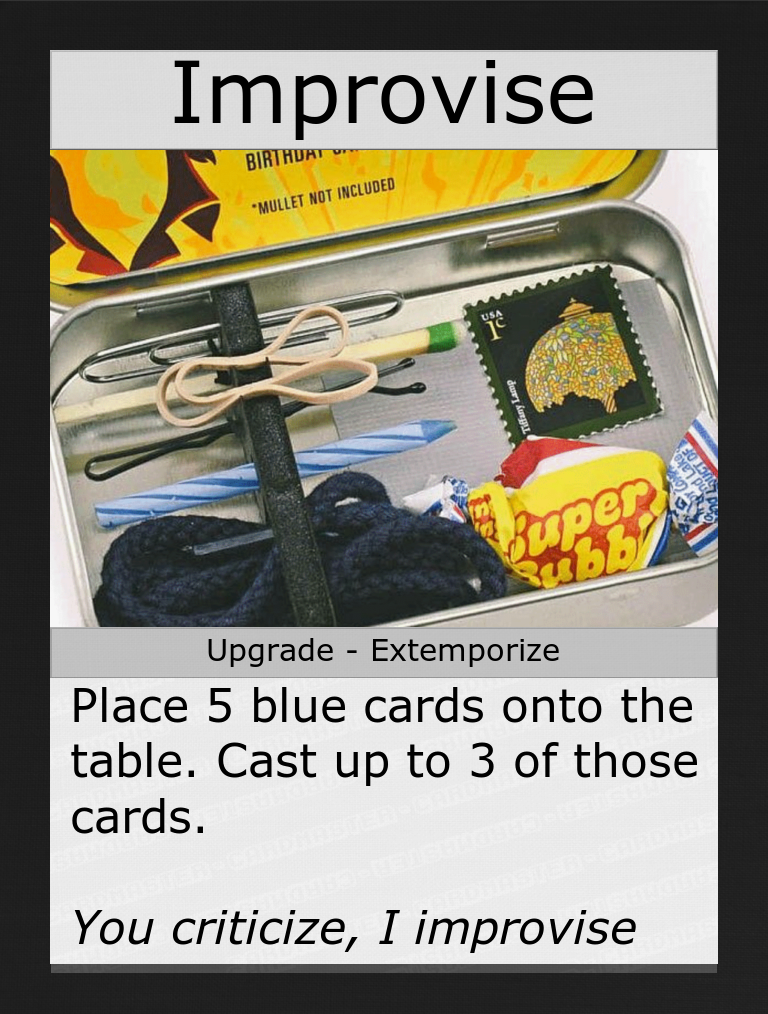 Improvise
BIRTHDAY
*MULLET NOT INCLUDED
USA
1c
Tiffany Lamp
Super
Bubb
Upgrade - Extemporize
Place 5 blue cards onto the
table. Cast up to 3 of those
cards.
You criticize, I improvise